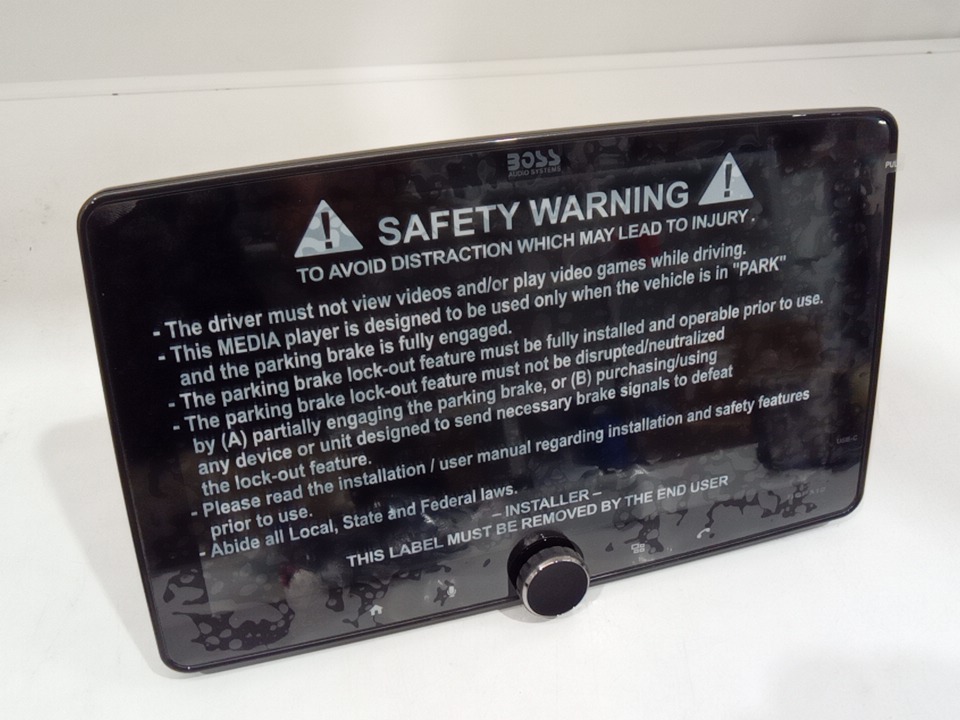 BOSS
AUDIO SYSTEMS
PUL
SAFETY WARNING
TO AVOID DISTRACTION WHICH MAY LEAD TO INJURY.
- The driver must not view videos and/or play video games while driving.
- This MEDIA player is designed to be used only when the vehicle is in "PARK"
and the parking brake is fully engaged.
- The parking brake lock-out feature must be fully installed and operable prior to use.
- The parking brake lock-out feature must not be disrupted/neutralized
by (A) partially engaging the parking brake, or (B) purchasing/using
any device or unit designed to send necessary brake signals to defeat
the lock-out feature.
- Please read the installation / user manual regarding installation and safety features
prior to use.
- Abide all Local, State and Federal laws.
USB-C
– INSTALLER –
THIS LABEL MUST BE REMOVED BY THE END USER